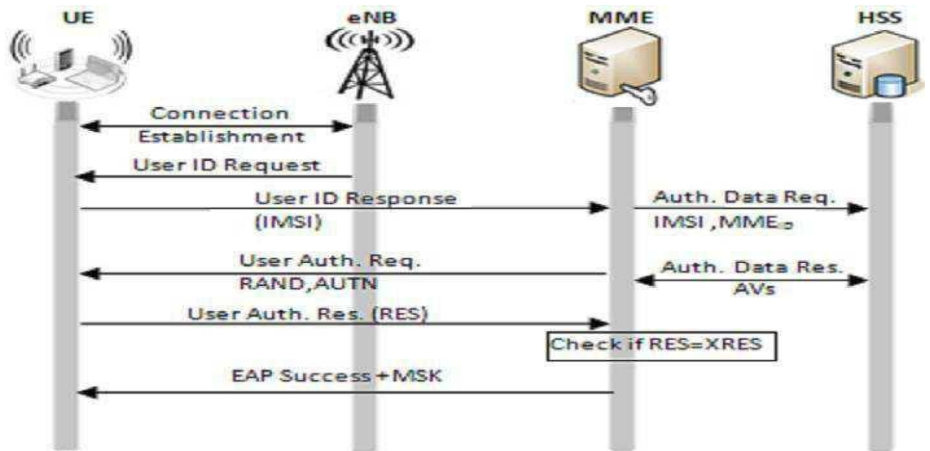 UE
eNB
MME
HSS
Connection
Establishment
User ID Request
User ID Response
(IMSI)
Auth. Data Req.
IMSI ,MME
User Auth. Req.
RAND,AUTN
Auth. Data Res.
AVs
User Auth. Res. (RES)
Check if RES=XRES
EAP Success +MSK